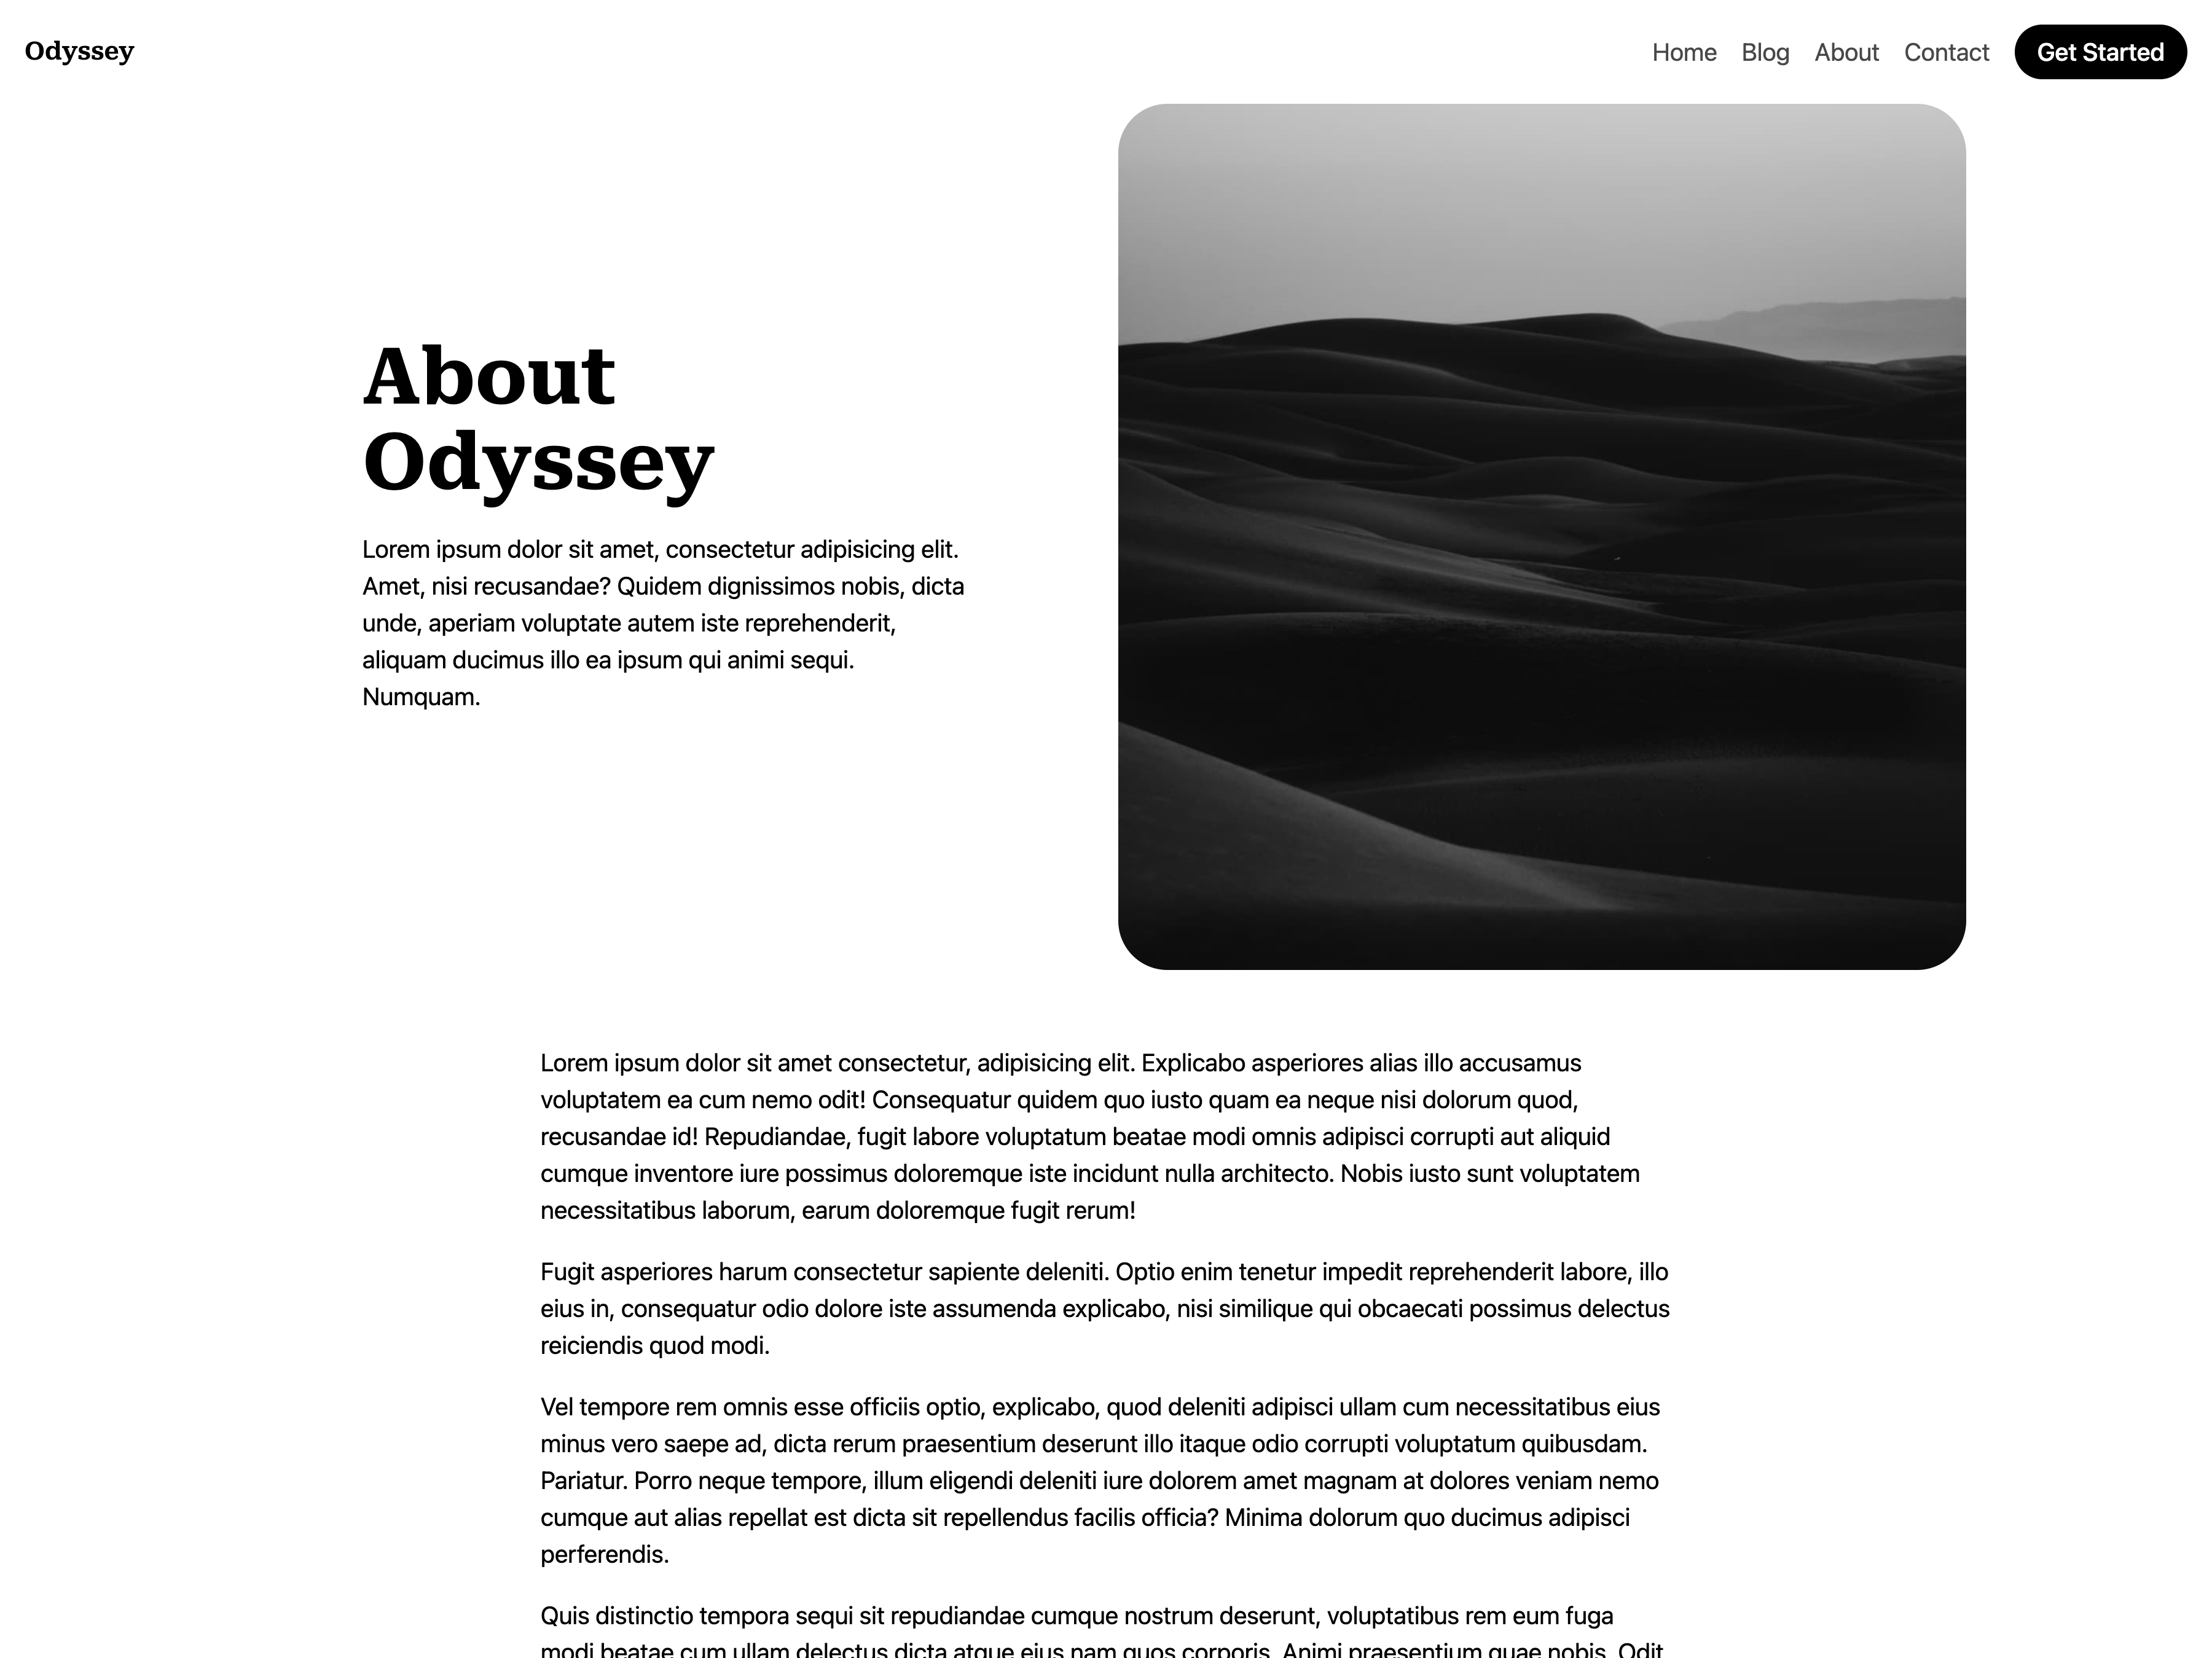 Odyssey
Home Blog About Contact Get Started
About
Odyssey
Lorem ipsum dolor sit amet, consectetur adipisicing elit.
Amet, nisi recusandae? Quidem dignissimos nobis, dicta
unde, aperiam voluptate autem iste reprehenderit,
aliquam ducimus illo ea ipsum qui animi sequi.
Numquam.
Lorem ipsum dolor sit amet consectetur, adipisicing elit. Explicabo asperiores alias illo accusamus
voluptatem ea cum nemo odit! Consequatur quidem quo iusto quam ea neque nisi dolorum quod,
recusandae id! Repudiandae, fugit labore voluptatum beatae modi omnis adipisci corrupti aut aliquid
cumque inventore iure possimus doloremque iste incidunt nulla architecto. Nobis iusto sunt voluptatem
necessitatibus laborum, earum doloremque fugit rerum!
Fugit asperiores harum consectetur sapiente deleniti. Optio enim tenetur impedit reprehenderit labore, illo
eius in, consequatur odio dolore iste assumenda explicabo, nisi similique qui obcaecati possimus delectus
reiciendis quod modi.
Vel tempore rem omnis esse officiis optio, explicabo, quod deleniti adipisci ullam cum necessitatibus eius
minus vero saepe ad, dicta rerum praesentium deserunt illo itaque odio corrupti voluptatum quibusdam.
Pariatur. Porro neque tempore, illum eligendi deleniti iure dolorem amet magnam at dolores veniam nemo
cumque aut alias repellat est dicta sit repellendus facilis officia? Minima dolorum quo ducimus adipisci
perferendis.
Quis distinctio tempora sequi sit repudiandae cumque nostrum deserunt, voluptatibus rem eum fuga
modi beatae cum ullam delectus dicta atque eius nam quos corporis. Animi praesentium quae nobis. Odit